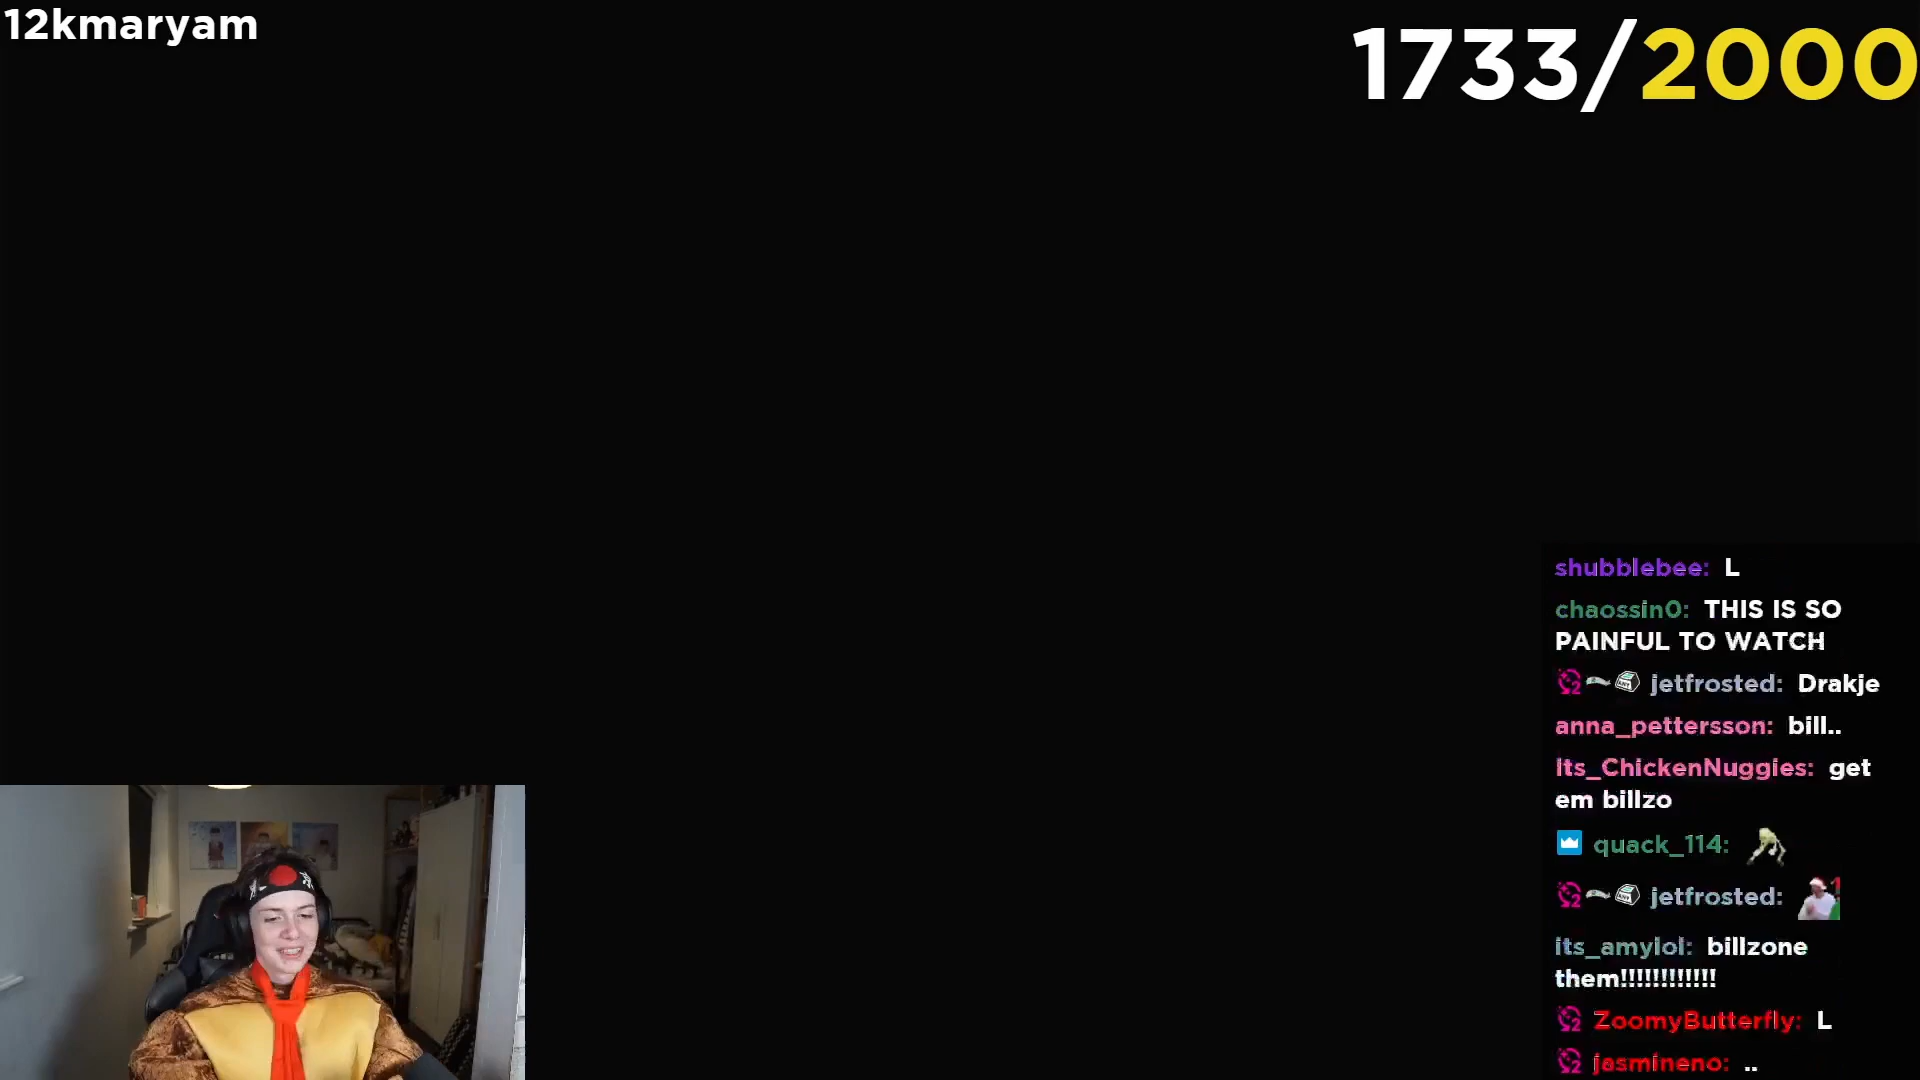 12kmaryam
1733/2000
shubblebee: L
chaossin0: THIS IS SO
PAINFUL TO WATCH
jetfrosted: Drakje
anna_pettersson: bill..
Its_ChickenNuggies: get
em billzo
quack_114:
jetfrosted:
its_amylol: billzone
them!!!!!!!!!!!!
ZoomyButterfly: L
jasmineno: ..